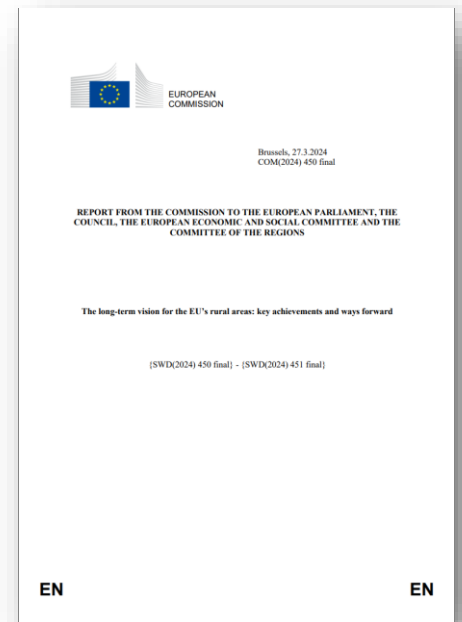 EUROPEAN
COMMISSION
Brussels, 27.3.2024
COM(2024) 450 final
REPORT FROM THE COMMISSION TO THE EUROPEAN PARLIAMENT, THE
COUNCIL, THE EUROPEAN ECONOMIC AND SOCIAL COMMITTEE AND THE
COMMITTEE OF THE REGIONS
The long-term vision for the EU's rural areas: key achievements and ways forward
{SWD(2024) 450 final} - {SWD(2024) 451 final}
EN EN